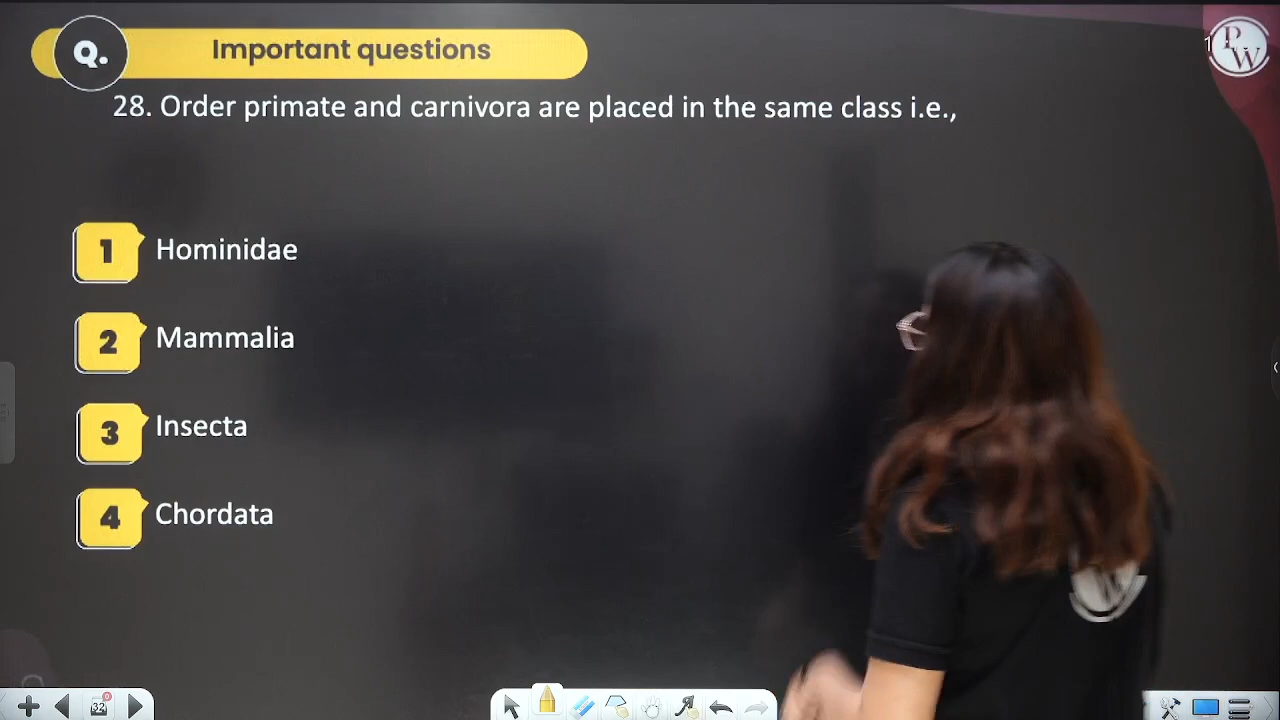 Q.
Important questions
28. Order primate and carnivora are placed in the same class i.e.,
1 Hominidae
2 Mammalia
3 Insecta
4 Chordata
PW
32